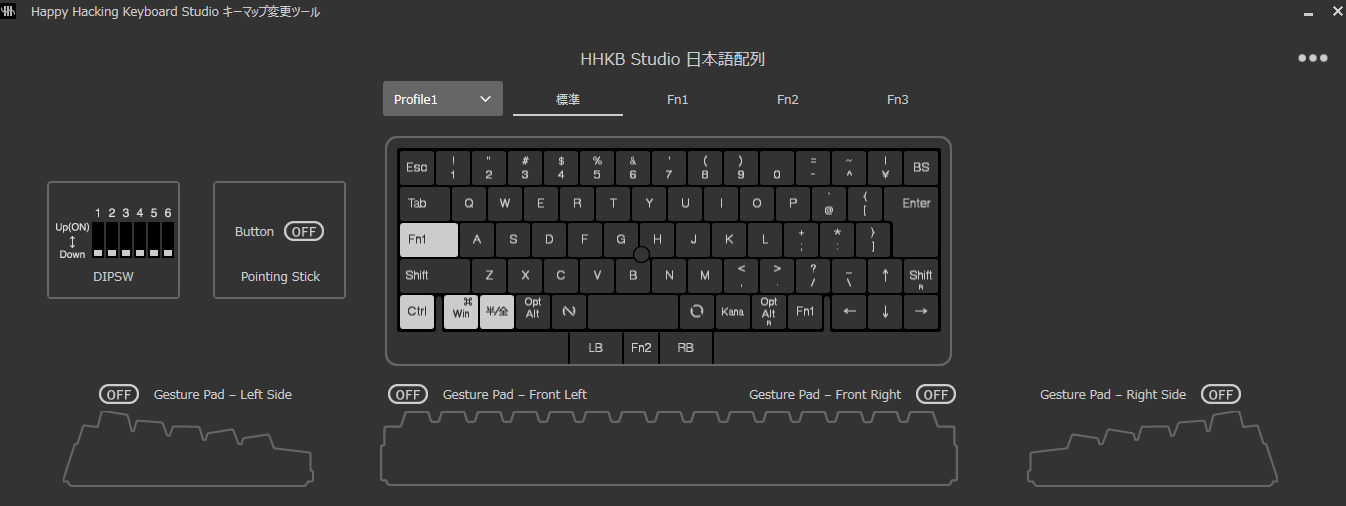 Happy Hacking Keyboard Studio キーマップ変更ツール
HHKB Studio 日本語配列
Profile1 標準 Fn1 Fn2 Fn3
Esc ! 1 " 2 # 3 $ 4 % 5 & 6 ' 7 ( 8 ) 9 0 = - ~ ^ | ¥ BS
Tab Q W E R T Y U I O P ` @ { [ Enter
Fn1 A S D F G H J K L + ; * : } ]
Shift Z X C V B N M < , > . ? / _ \ ↑ Shift R
Ctrl ⌘ Win 半/全 Opt Alt Kana Opt Alt R Fn1 ← ↓ →
LB Fn2 RB
1 2 3 4 5 6
Up(ON)
↕
Down
DIPSW
Button OFF
Pointing Stick
OFF Gesture Pad – Left Side
OFF Gesture Pad – Front Left
Gesture Pad – Front Right OFF
Gesture Pad – Right Side OFF